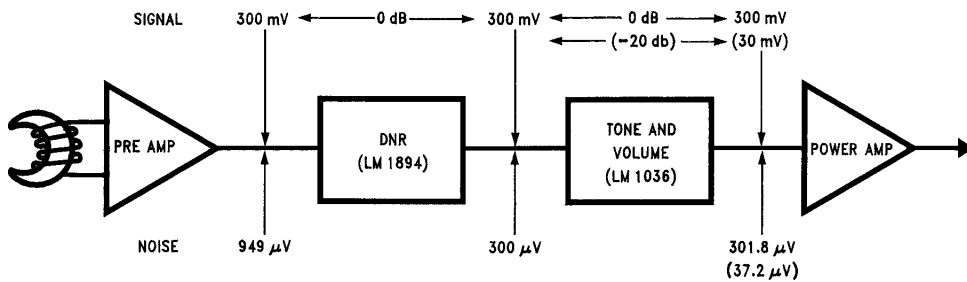 SIGNAL 300 mV 0 dB 300 mV 0 dB 300 mV
(-20 db) (30 mV)
PRE AMP
DNR
(LM 1894)
TONE AND
VOLUME
(LM 1036)
POWER AMP
NOISE 949 μV 300 μV 301.8 μV
(37.2 μV)